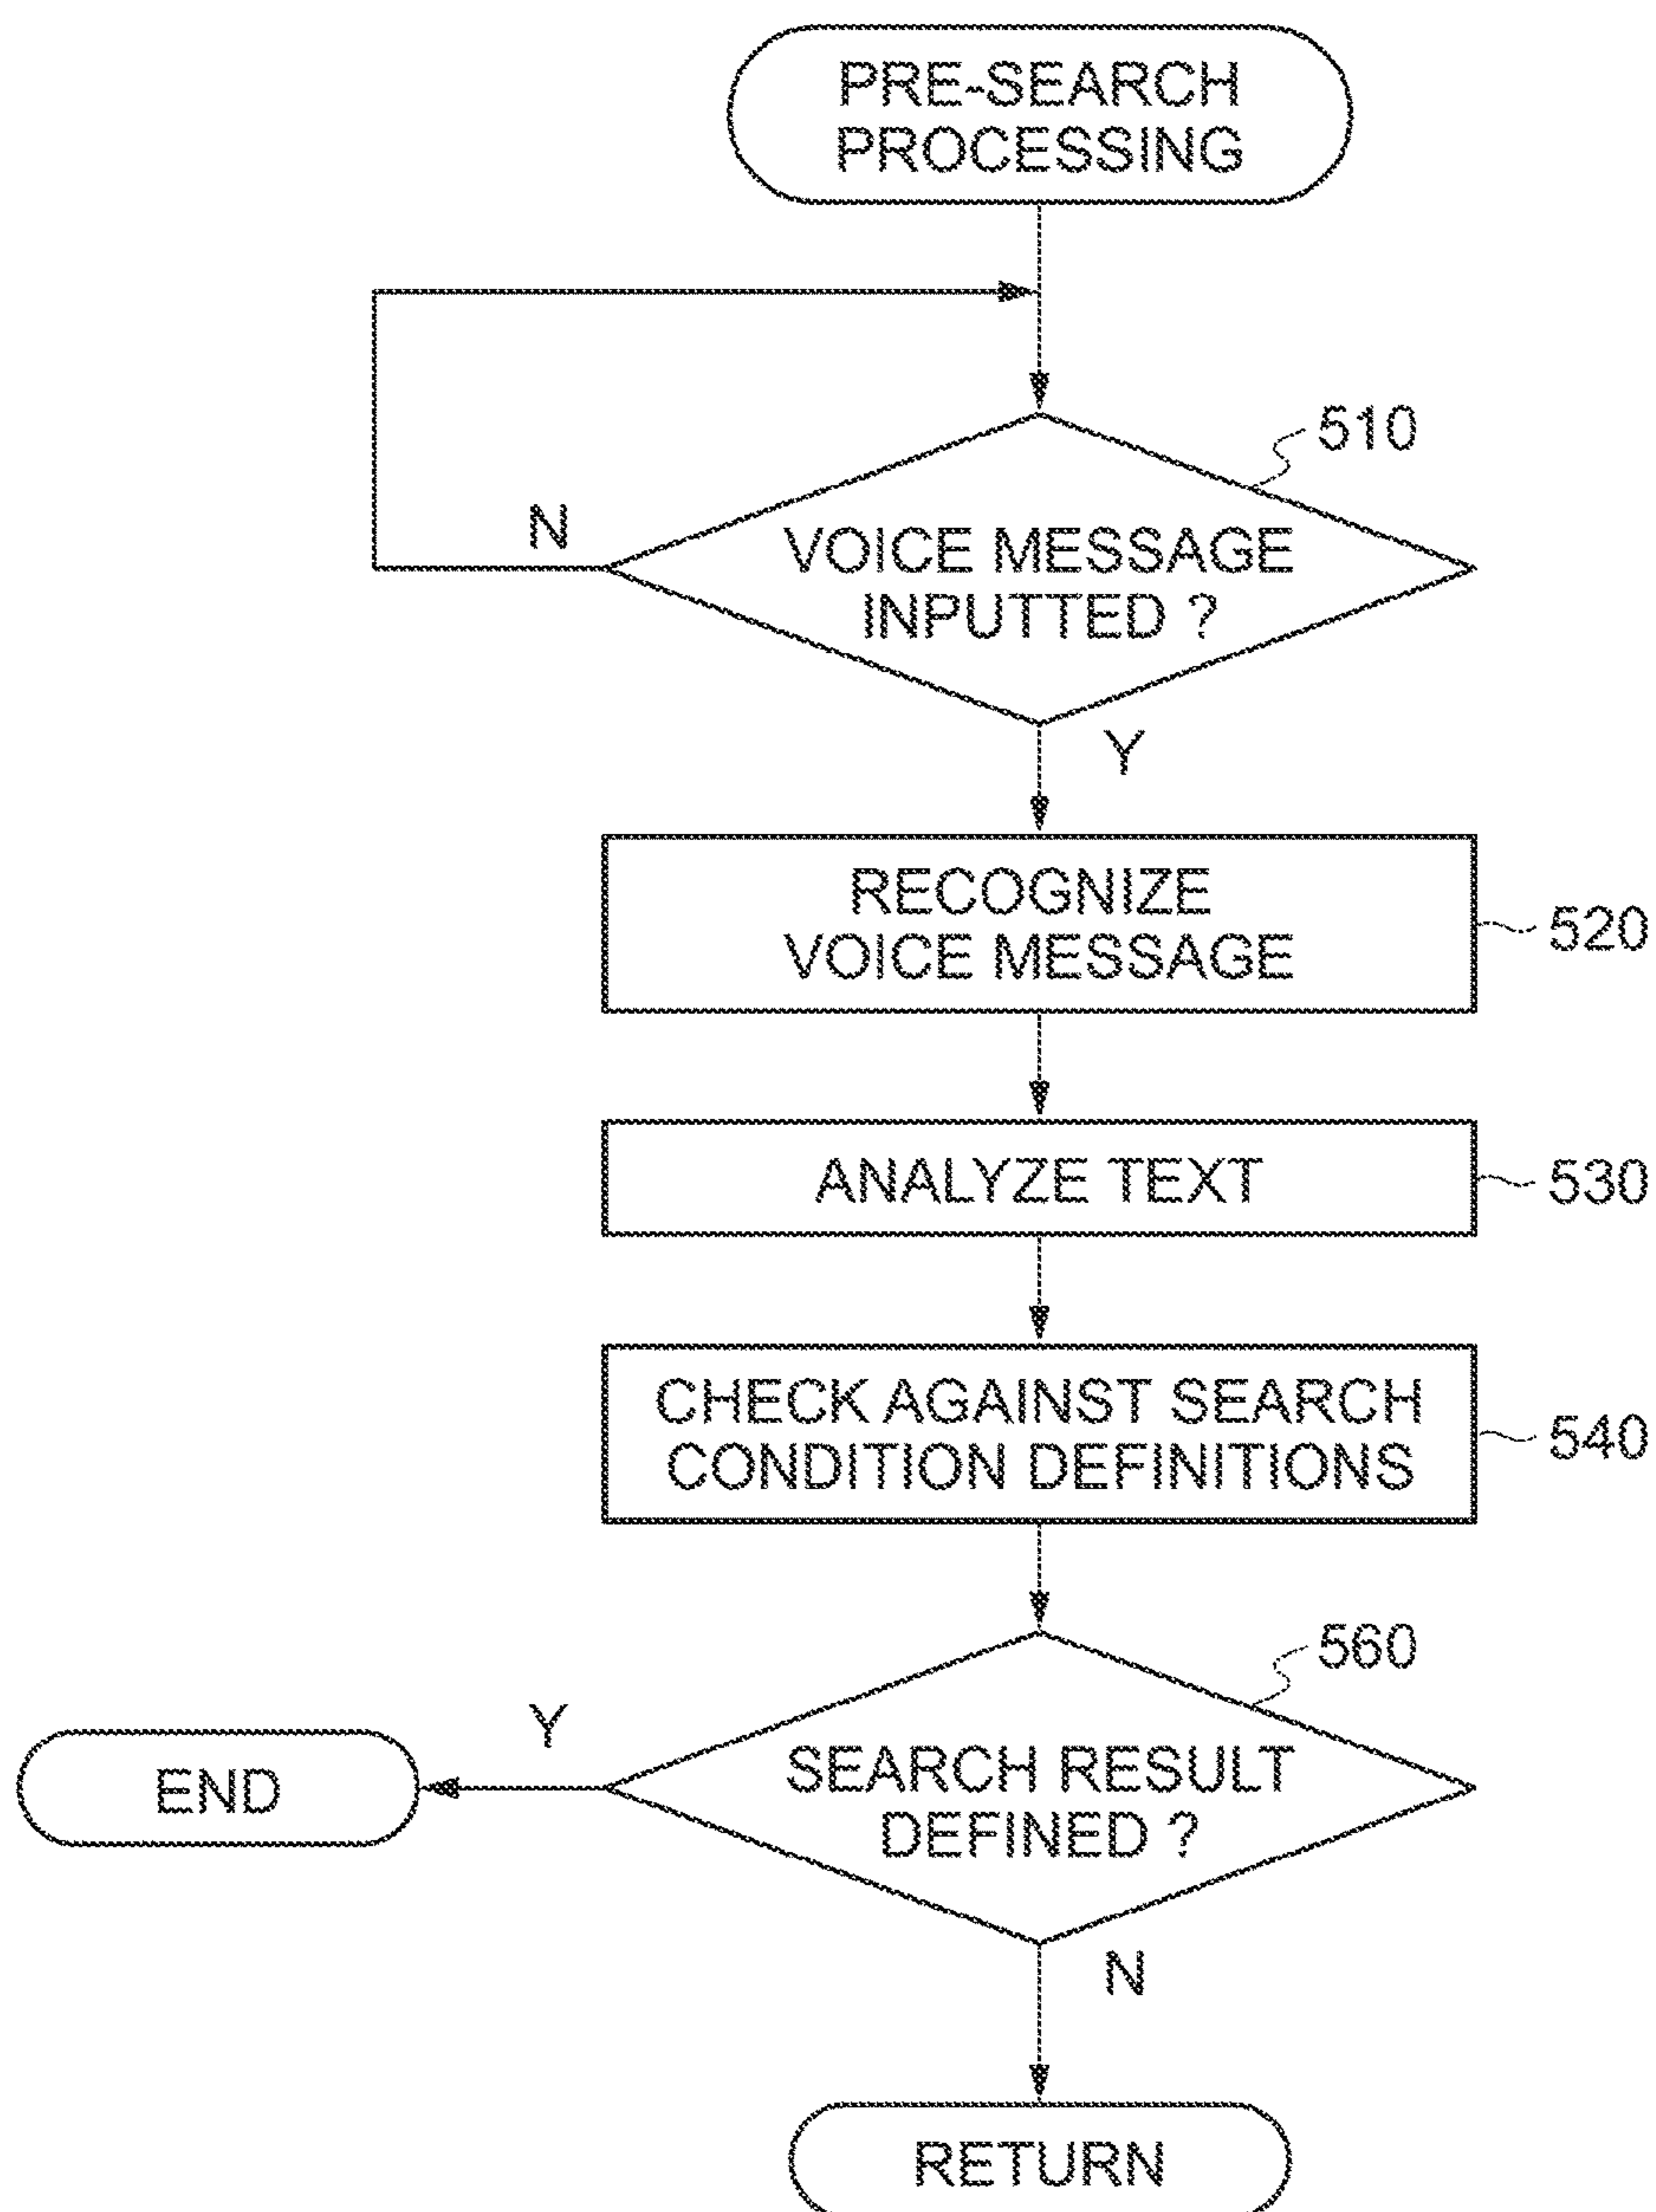 PRE-SEARCH
PROCESSING
510
N
VOICE MESSAGE
INPUTTED ?
Y
RECOGNIZE
VOICE MESSAGE
520
ANALYZE TEXT
530
CHECK AGAINST SEARCH
CONDITION DEFINITIONS
540
560
Y
SEARCH RESULT
DEFINED ?
END
N
RETURN